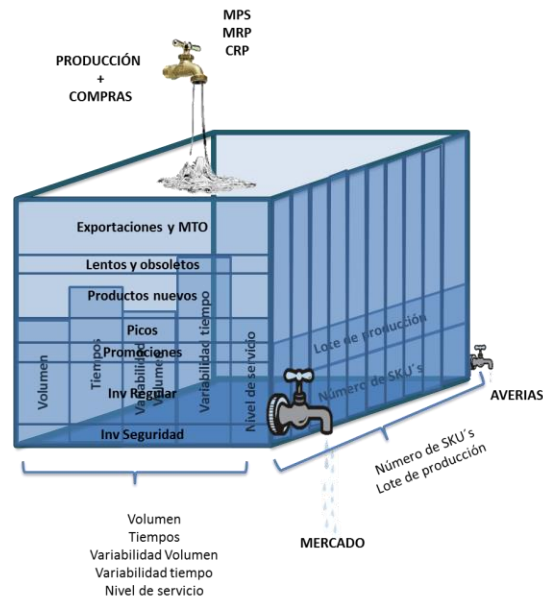 MPS
MRP
CRP
PRODUCCIÓN
+
COMPRAS
Exportaciones y MTO
Lentos y obsoletos
Productos nuevos
Picos
Promociones
Inv Regular
Inv Seguridad
Volumen
Tiempos
Variabilidad
Volumen
Variabilidad tiempo
Nivel de servicio
Lote de producción
Número de SKU´s
AVERIAS
Número de SKU´s
Lote de producción
MERCADO
Volumen
Tiempos
Variabilidad Volumen
Variabilidad tiempo
Nivel de servicio